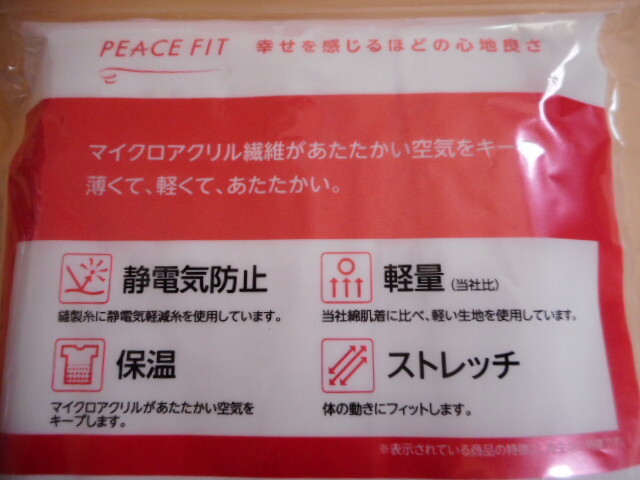 PEACE FIT 幸せを感じるほどの心地良さ
マイクロアクリル繊維があたたかい空気をキー
薄くて、軽くて、あたたかい。
静電気防止
縫製糸に静電気軽減糸を使用しています。
軽量(当社比)
当社綿肌着に比べ、軽い生地を使用しています。
保温
マイクロアクリルがあたたかい空気を
キープします。
ストレッチ
体の動きにフィットします。
※表示されている商品の特徴